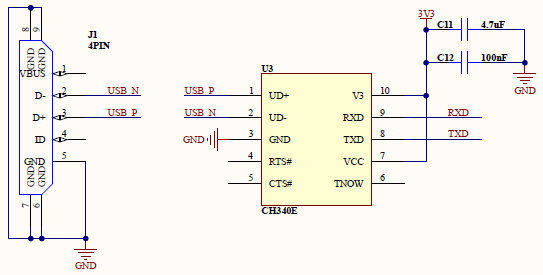 J1
4PIN
8
9
GND
GND
VBUS
1
D-
2
USB_N
D+
3
USB_P
ID
4
GND
5
GND
GND
7
6
GND
U3
USB_P
1
UD+
V3
10
USB_N
2
UD-
RXD
9
RXD
GND
3
GND
TXD
8
TXD
4
RTS#
VCC
7
5
CTS#
TNOW
6
CH340E
3V3
C11
4.7uF
C12
100nF
GND